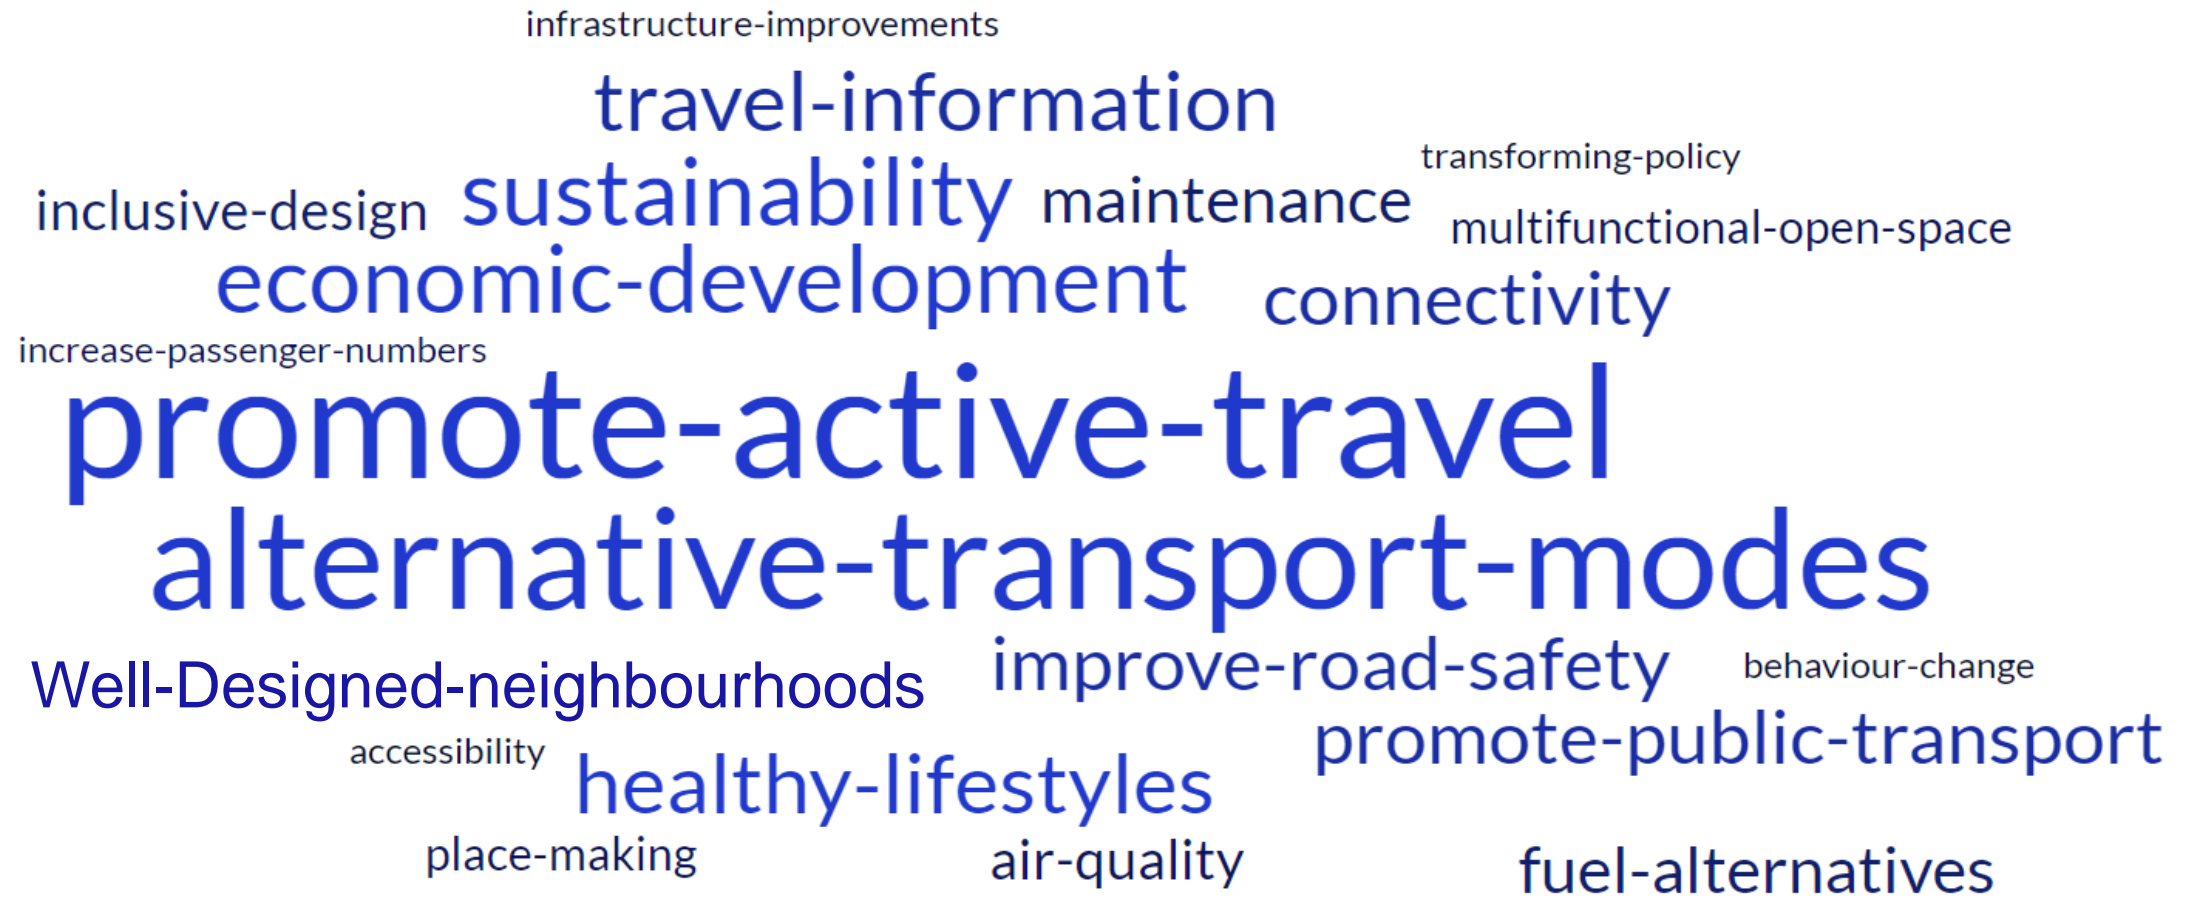 infrastructure-improvements
travel-information
transforming-policy
inclusive-design sustainability maintenance
multifunctional-open-space
economic-development connectivity
increase-passenger-numbers
promote-active-travel
alternative-transport-modes
Well-Designed-neighbourhoods improve-road-safety behaviour-change
promote-public-transport
accessibility healthy-lifestyles
place-making air-quality fuel-alternatives